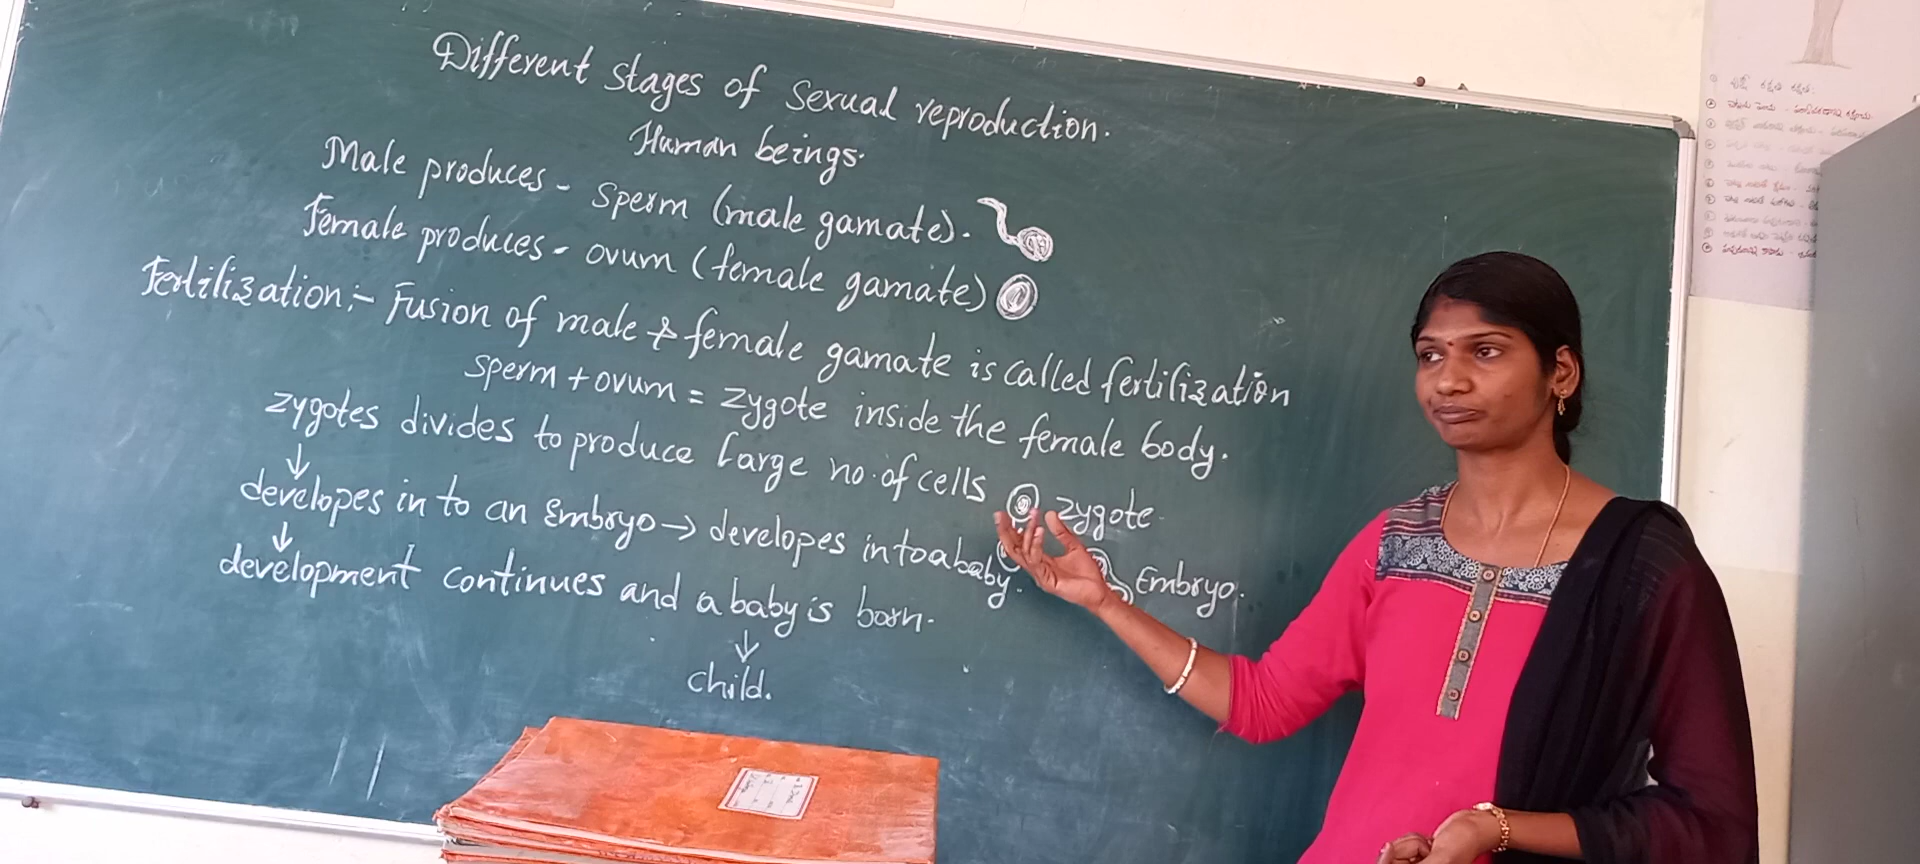 Different stages of sexual reproduction.
Human beings.
Male produces - sperm (male gamate).
Female produces - ovum (female gamate)
Fertilization :- Fusion of male & female gamate is called fertilization
sperm + ovum = zygote inside the female body.
zygotes divides to produce large no. of cells
zygote
↓
developes in to an Embryo → developes into a baby.
Embryo.
↓
development continues and a baby is born.
↓
child.